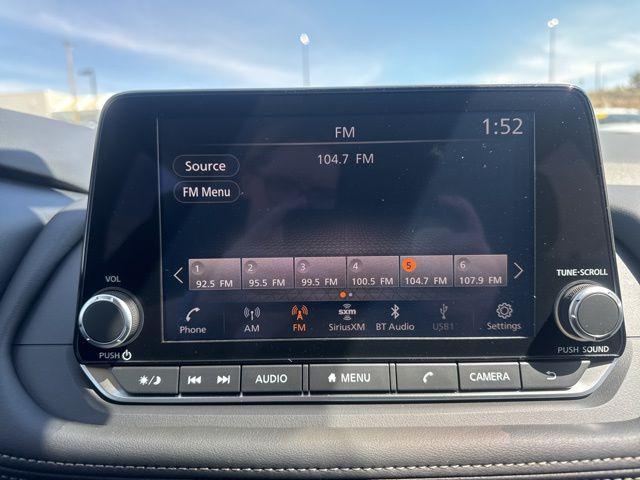 FM 1:52
104.7 FM
Source
FM Menu
1 2 3 4 5 6
92.5 FM 95.5 FM 99.5 FM 100.5 FM 104.7 FM 107.9 FM
Phone AM FM sxm SiriusXM BT Audio USB1 Settings
VOL
PUSH
TUNE·SCROLL
PUSH SOUND
AUDIO MENU CAMERA